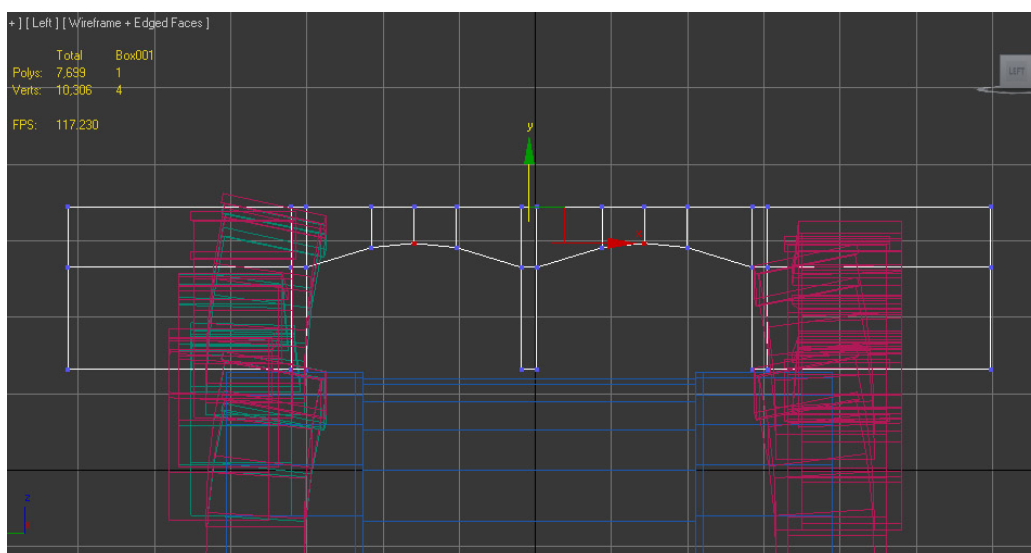 + ] [ Left ] [ Wireframe + Edged Faces ]
Total Box001
Polys: 7,699 1
Verts: 10,306 4
FPS: 117.230
LEFT
y
x
z